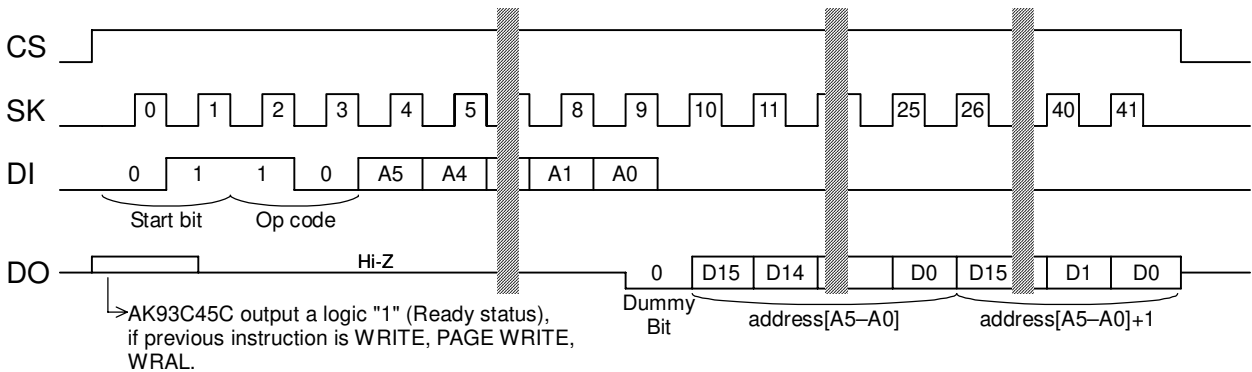 CS
SK 0 1 2 3 4 5 8 9 10 11 25 26 40 41
DI 0 1 1 0 A5 A4 A1 A0
Start bit Op code
DO Hi-Z 0 D15 D14 D0 D15 D1 D0
Dummy
Bit
address[A5–A0] address[A5–A0]+1
AK93C45C output a logic "1" (Ready status),
if previous instruction is WRITE, PAGE WRITE,
WRAL.